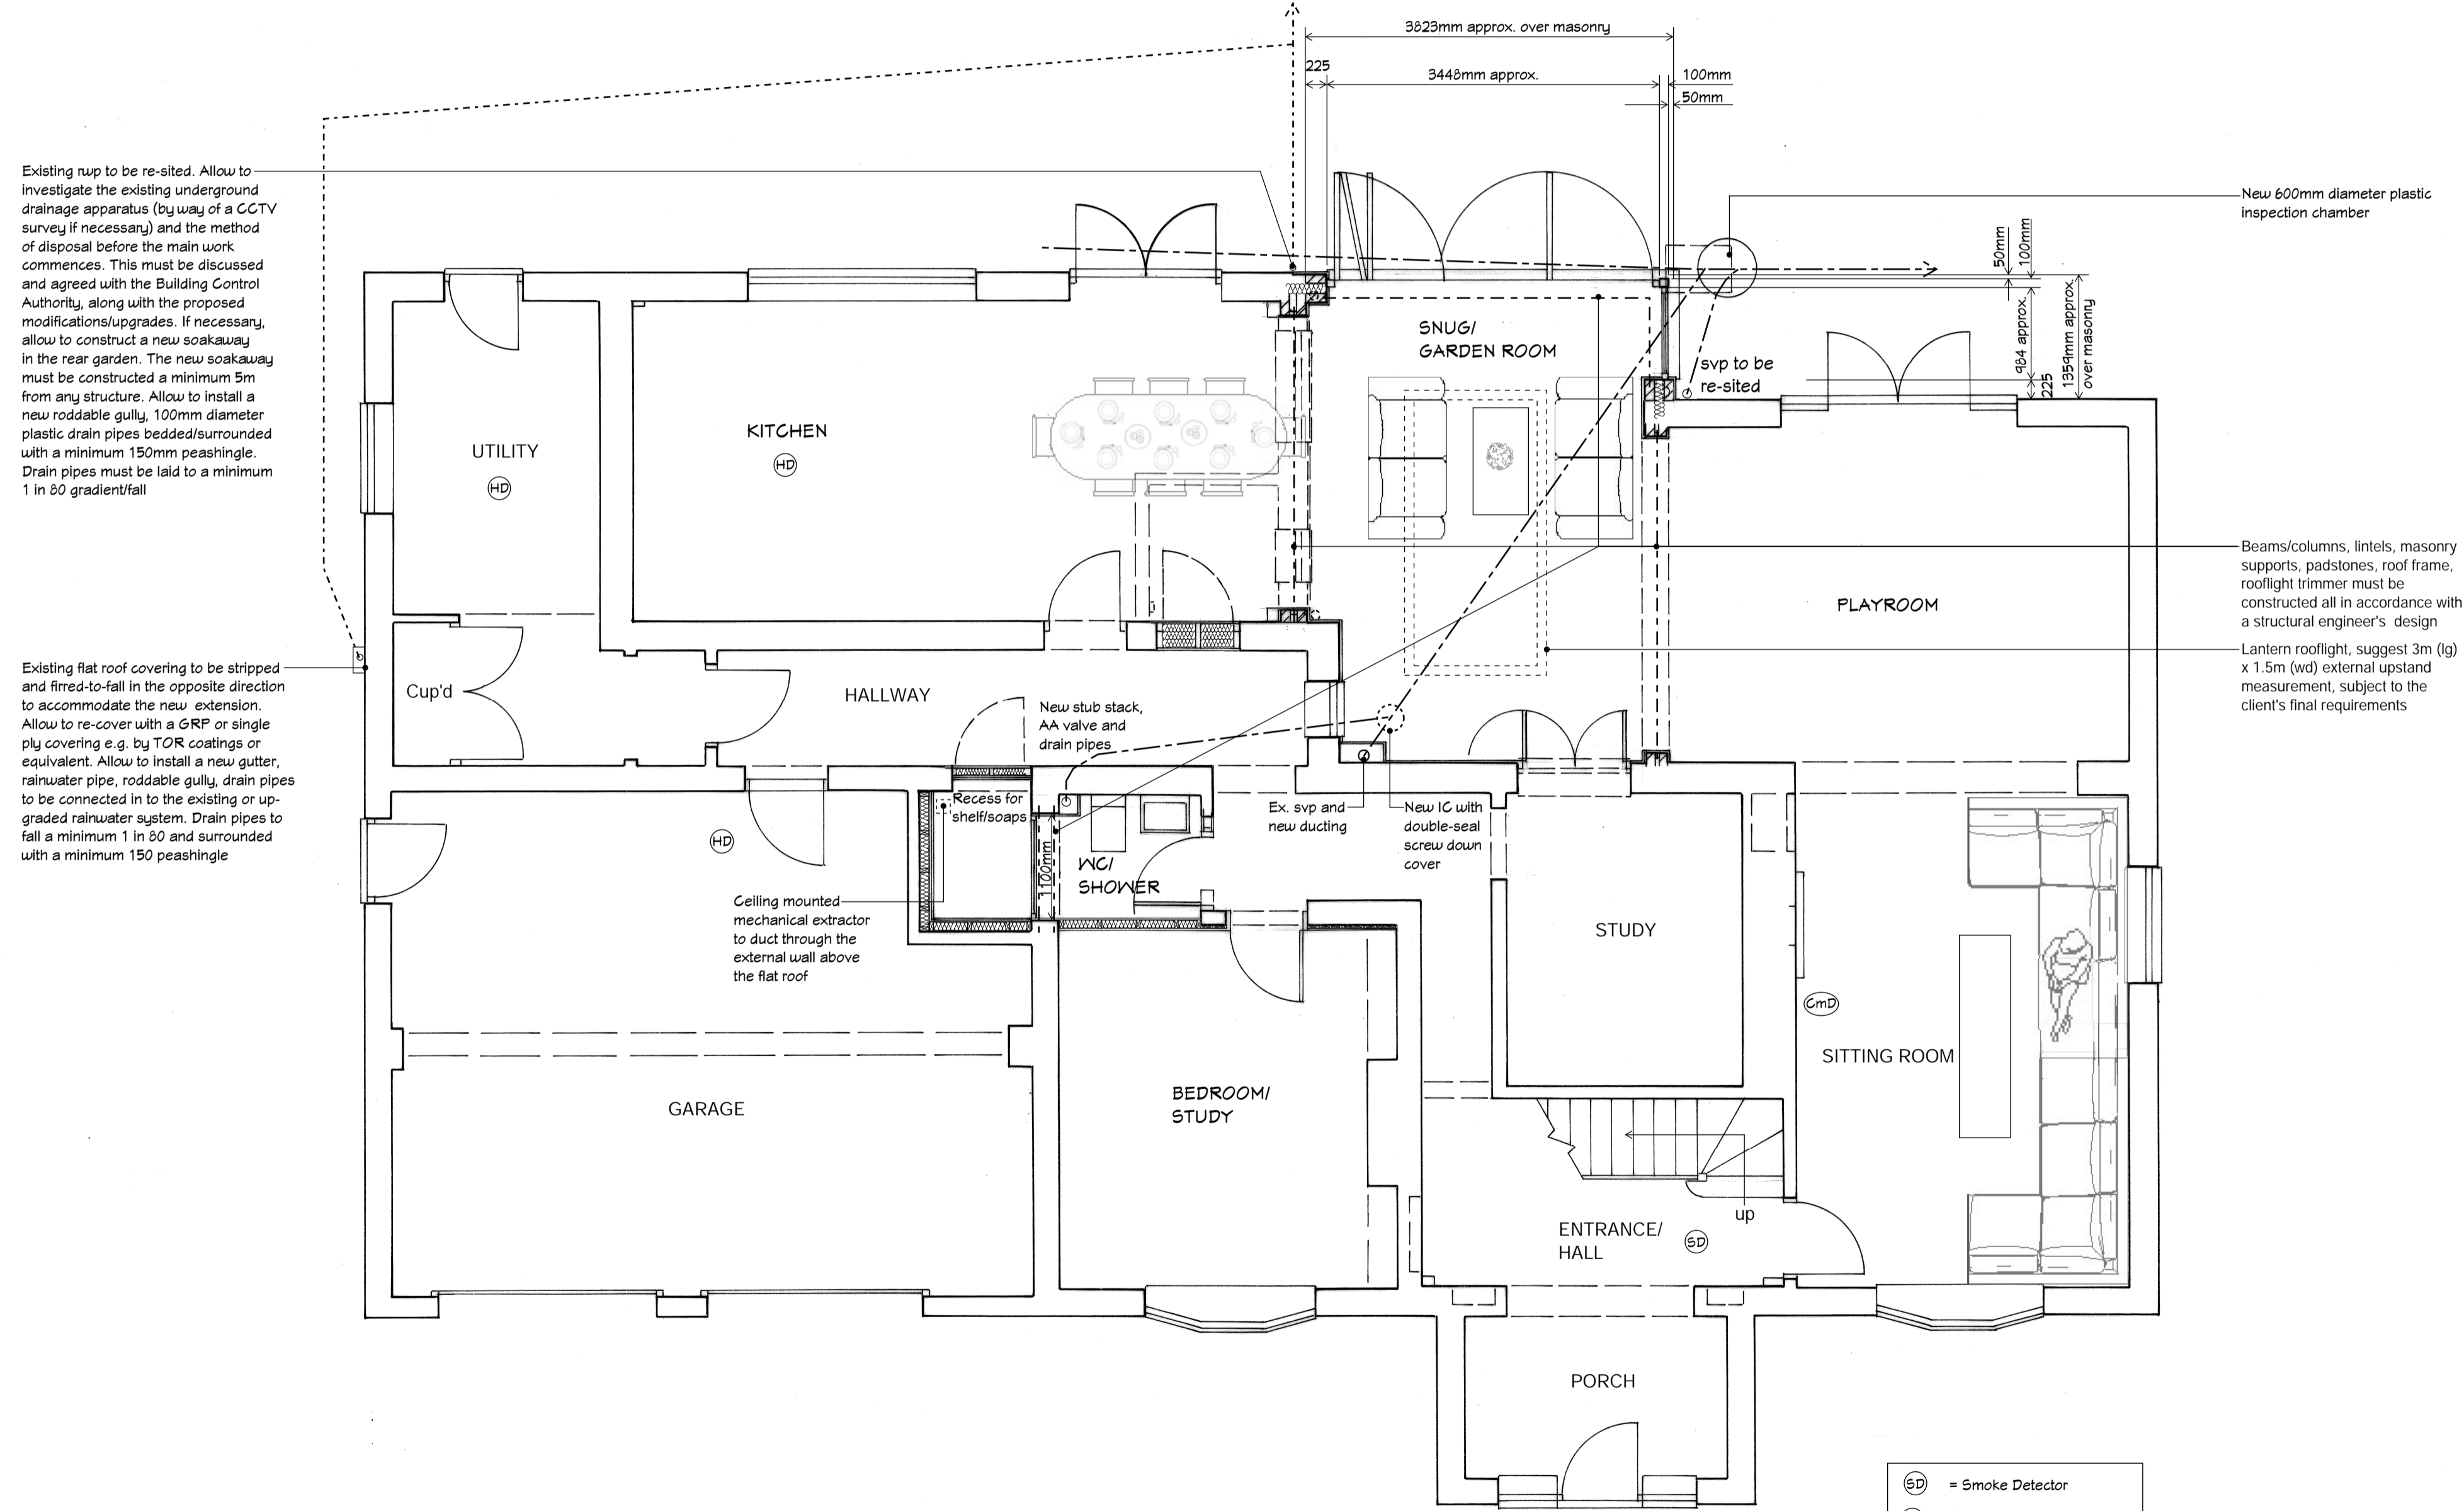 3823mm approx. over masonry
225
3448mm approx.
100mm
50mm
Existing rwp to be re-sited. Allow to
investigate the existing underground
drainage apparatus (by way of a CCTV
survey if necessary) and the method
of disposal before the main work
commences. This must be discussed
and agreed with the Building Control
Authority, along with the proposed
modifications/upgrades. If necessary,
allow to construct a new soakaway
in the rear garden. The new soakaway
must be constructed a minimum 5m
from any structure. Allow to install a
new roddable gully, 100mm diameter
plastic drain pipes bedded/surrounded
with a minimum 150mm peashingle.
Drain pipes must be laid to a minimum
1 in 80 gradient/fall
New 600mm diameter plastic
inspection chamber
50mm
100mm
984 approx.
225
1359mm approx.
over masonry
SNUG/
GARDEN ROOM
svp to be
re-sited
KITCHEN
HD
UTILITY
HD
Beams/columns, lintels, masonry
supports, padstones, roof frame,
rooflight trimmer must be
constructed all in accordance with
a structural engineer's design
PLAYROOM
Lantern rooflight, suggest 3m (lg)
x 1.5m (wd) external upstand
measurement, subject to the
client's final requirements
Existing flat roof covering to be stripped
and firred-to-fall in the opposite direction
to accommodate the new extension.
Allow to re-cover with a GRP or single
ply covering e.g. by TOR coatings or
equivalent. Allow to install a new gutter,
rainwater pipe, roddable gully, drain pipes
to be connected in to the existing or up-
graded rainwater system. Drain pipes to
fall a minimum 1 in 80 and surrounded
with a minimum 150 peashingle
Cup'd
HALLWAY
New stub stack,
AA valve and
drain pipes
Recess for
shelf/soaps
Ex. svp and
new ducting
New IC with
double-seal
screw down
cover
HD
1100mm
WC/
SHOWER
Ceiling mounted
mechanical extractor
to duct through the
external wall above
the flat roof
STUDY
CmD
SITTING ROOM
GARAGE
BEDROOM/
STUDY
up
ENTRANCE/
HALL
SD
PORCH
SD = Smoke Detector